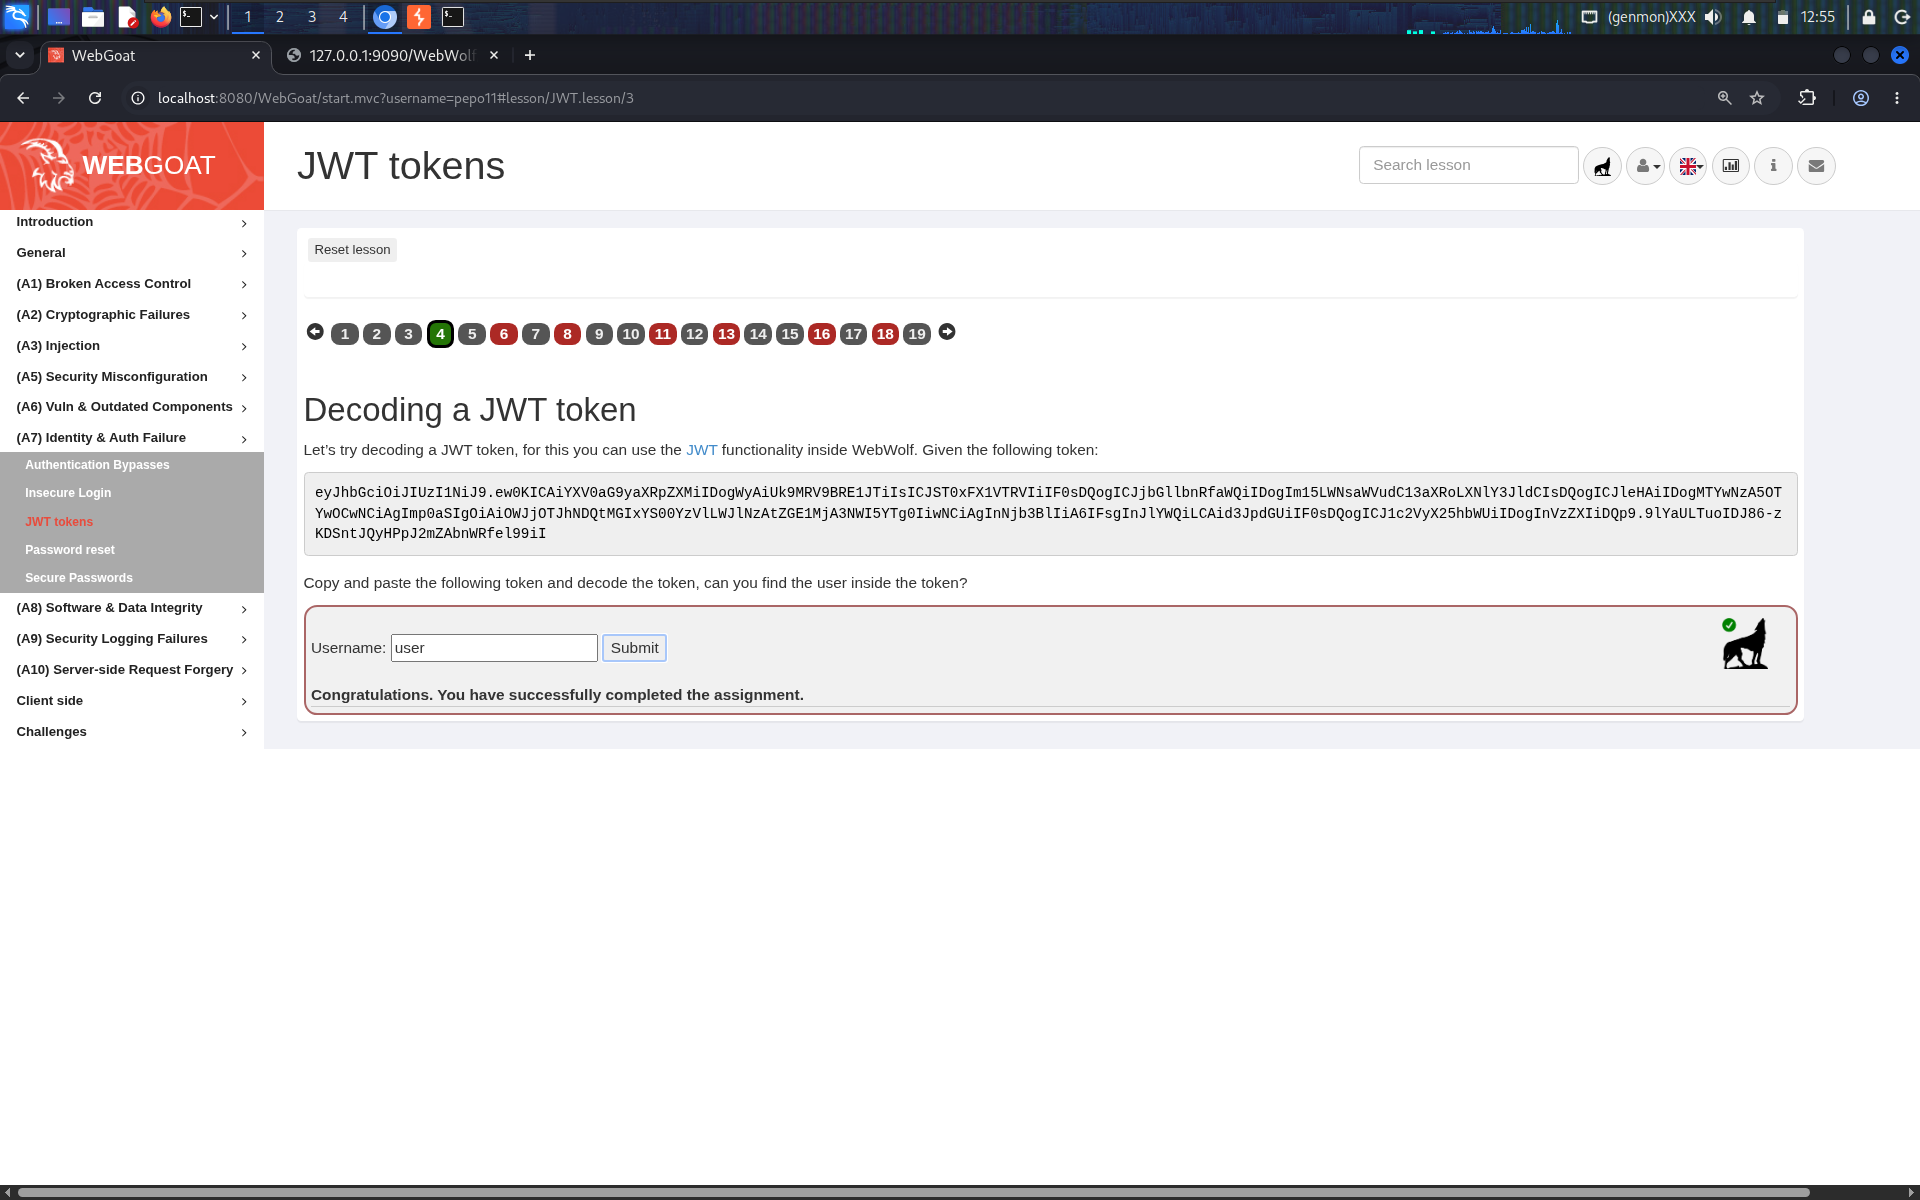 1 2 3 4 (genmon)XXX 12:55
WebGoat 127.0.0.1:9090/WebWolf
localhost:8080/WebGoat/start.mvc?username=pepo11#lesson/JWT.lesson/3
WEBGOAT
JWT tokens
Search lesson
Introduction
General
(A1) Broken Access Control
(A2) Cryptographic Failures
(A3) Injection
(A5) Security Misconfiguration
(A6) Vuln & Outdated Components
(A7) Identity & Auth Failure
Authentication Bypasses
Insecure Login
JWT tokens
Password reset
Secure Passwords
(A8) Software & Data Integrity
(A9) Security Logging Failures
(A10) Server-side Request Forgery
Client side
Challenges
Reset lesson
1 2 3 4 5 6 7 8 9 10 11 12 13 14 15 16 17 18 19
Decoding a JWT token
Let’s try decoding a JWT token, for this you can use the JWT functionality inside WebWolf. Given the following token:
eyJhbGciOiJIUzI1NiJ9.ew0KICAiYXV0aG9yaXRpZXMiIDogWyAiUk9MRV9BRE1JTiIsICJST0xFX1VTRVIiIF0sDQogICJjbGllbnRfaWQiIDogIm15LWNsaWVudC13aXRoLXNlY3JldCIsDQogICJleHAiIDogMTYwNzA5OT
YwOCwNCiAgImp0aSIgOiAiOWJjOTJhNDQtMGIxYS00YzVlLWJlNzAtZGE1MjA3NWI5YTg0IiwNCiAgInNjb3BlIiA6IFsgInJlYWQiLCAid3JpdGUiIF0sDQogICJ1c2VyX25hbWUiIDogInVzZXIiDQp9.9lYaULTuoIDJ86-z
KDSntJQyHPpJ2mZAbnWRfel99iI
Copy and paste the following token and decode the token, can you find the user inside the token?
Username: user Submit
Congratulations. You have successfully completed the assignment.